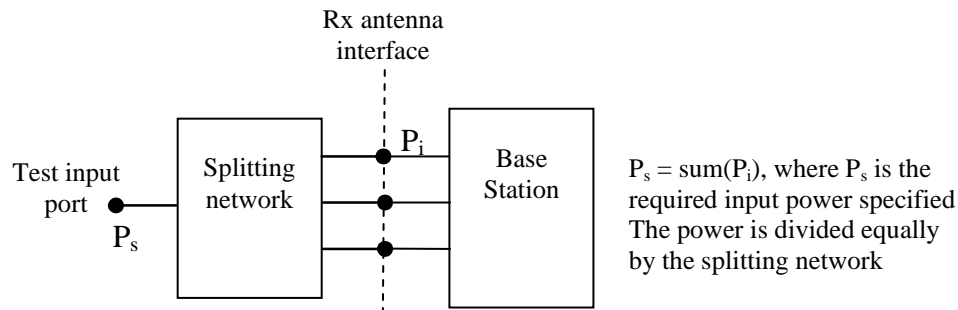 Rx antenna
interface
Test input
port
P_s
Splitting
network
P_i
Base
Station
P_s = sum(P_i), where P_s is the
required input power specified
The power is divided equally
by the splitting network